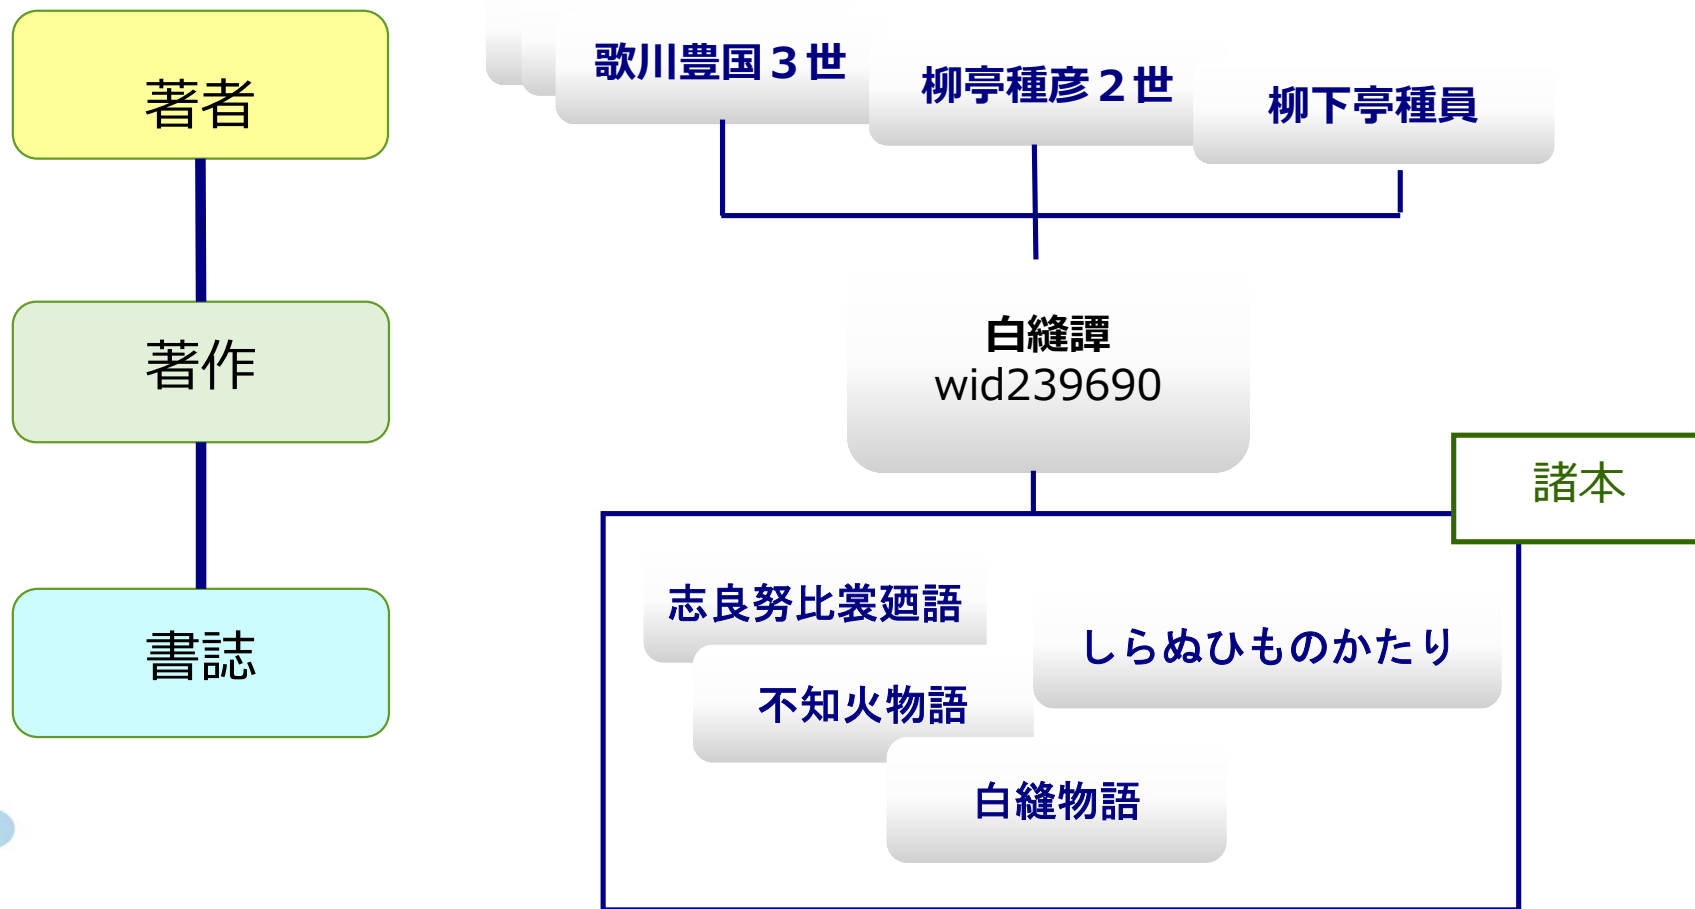 著者
著作
書誌
歌川豊国３世
柳亭種彦２世
柳下亭種員
白縫譚
wid239690
諸本
志良努比裳廼語
しらぬひものかたり
不知火物語
白縫物語